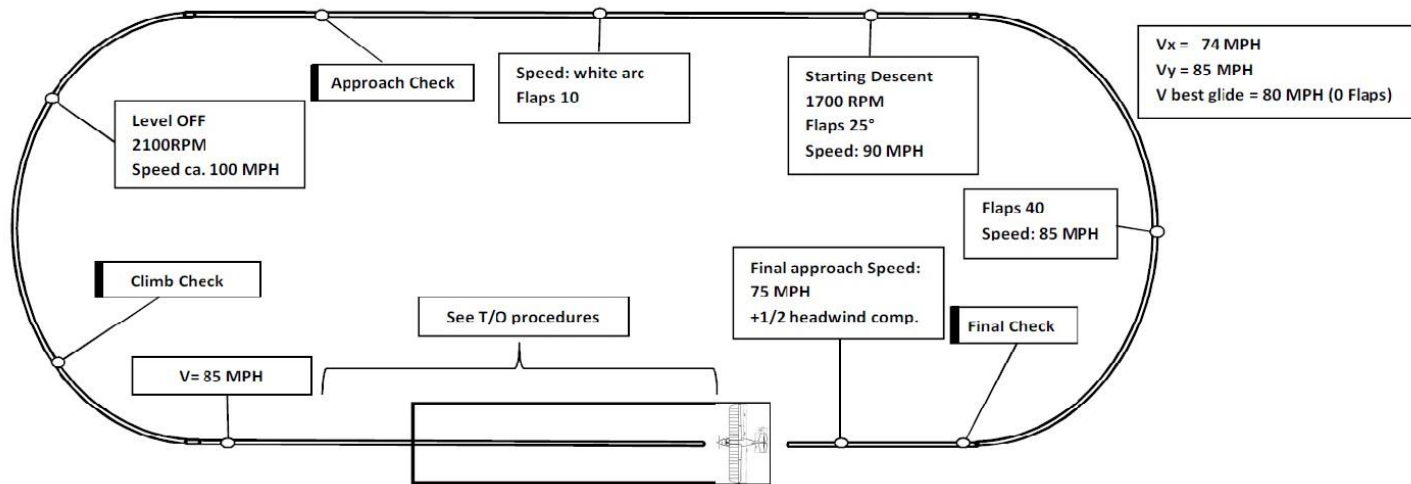 Approach Check
Speed: white arc
Flaps 10
Starting Descent
1700 RPM
Flaps 25°
Speed: 90 MPH
Vx = 74 MPH
Vy = 85 MPH
V best glide = 80 MPH (0 Flaps)
Level OFF
2100RPM
Speed ca. 100 MPH
Flaps 40
Speed: 85 MPH
Climb Check
See T/O procedures
Final approach Speed:
75 MPH
+1/2 headwind comp.
Final Check
V= 85 MPH